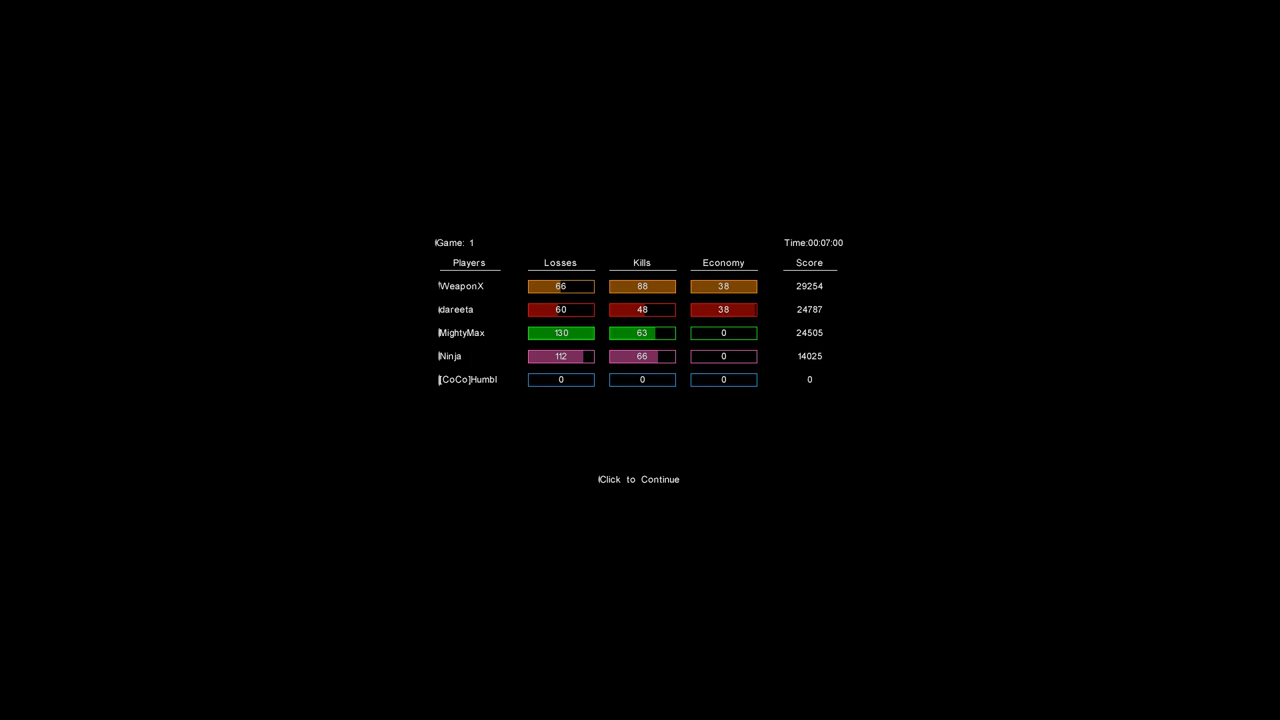 Game: 1 Time:00:07:00
Players Losses Kills Economy Score
WeaponX 66 88 38 29254
dareeta 60 48 38 24787
MightyMax 130 63 0 24505
Ninja 112 66 0 14025
[CoCo]Humbl 0 0 0 0
Click to Continue